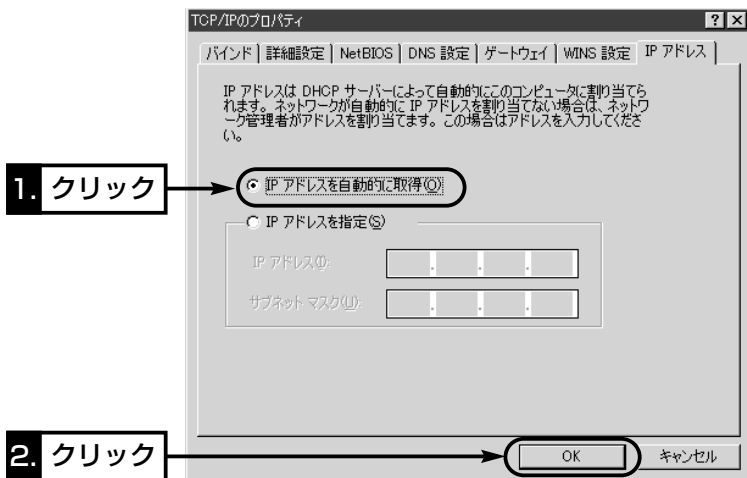 TCP/IPのプロパティ
バインド 詳細設定 NetBIOS DNS 設定 ゲートウェイ WINS 設定 IP アドレス
IP アドレスは DHCP サーバーによって自動的にこのコンピュータに割り当てら
れます。ネットワークが自動的に IP アドレスを割り当てない場合は、ネットワ
ーク管理者がアドレスを割り当てます。この場合はアドレスを入力してくださ
い。
1. クリック
IP アドレスを自動的に取得(O)
IP アドレスを指定(S)
IP アドレス(I):
サブネット マスク(U):
2. クリック
OK キャンセル